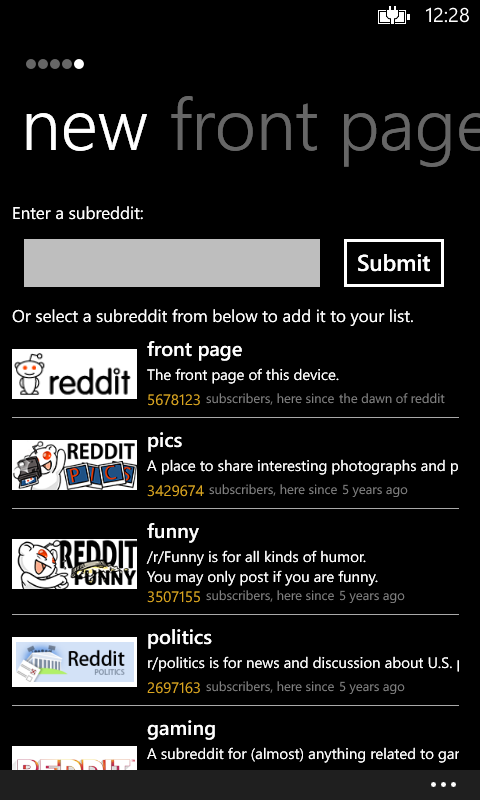 12:28
new front page
Enter a subreddit:
Submit
Or select a subreddit from below to add it to your list.
reddit
front page
The front page of this device.
5678123 subscribers, here since the dawn of reddit
REDDIT
PICS
pics
A place to share interesting photographs and p
3429674 subscribers, here since 5 years ago
REDDIT
FUNNY
funny
/r/Funny is for all kinds of humor.
You may only post if you are funny.
3507155 subscribers, here since 5 years ago
Reddit
POLITICS
politics
r/politics is for news and discussion about U.S. p
2697163 subscribers, here since 5 years ago
REDDIT
gaming
A subreddit for (almost) anything related to gar